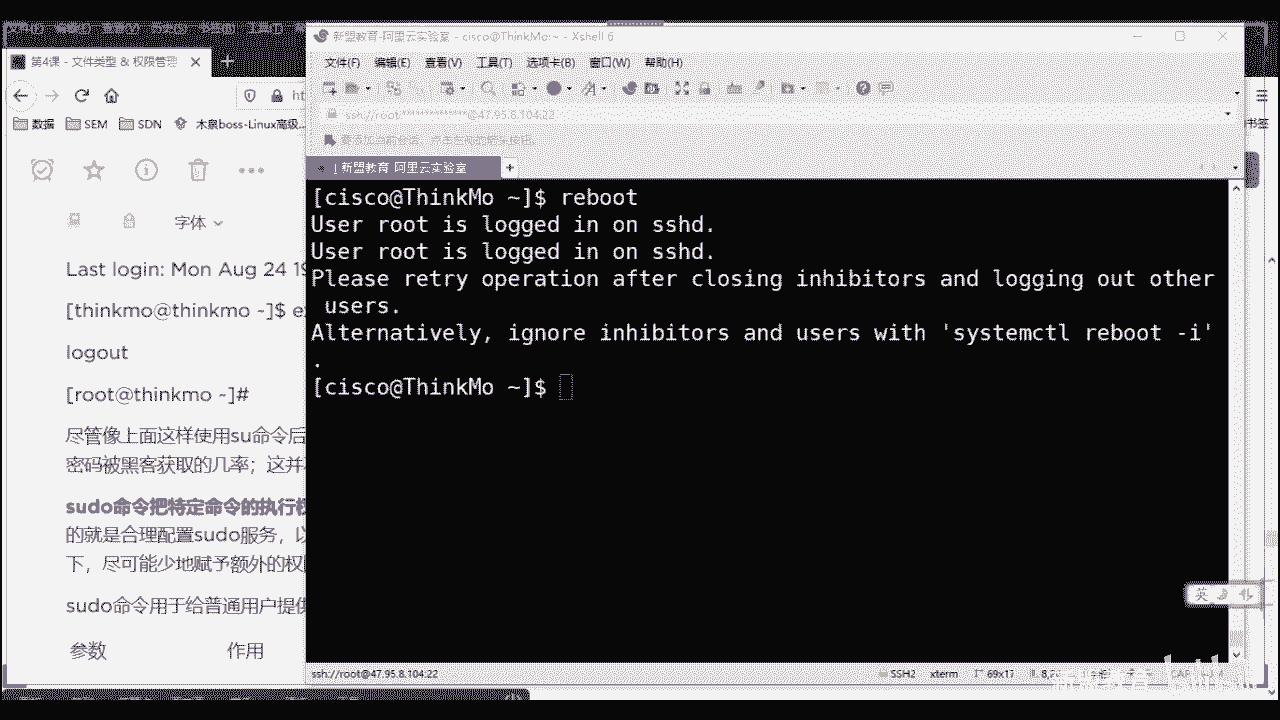 新盟教育-阿里云实验室 - cisco@ThinkMo:~ - Xshell 6
第4课 - 文件类型 & 权限管理
文件(F) 编辑(E) 查看(V) 工具(T) 选项卡(B) 窗口(W) 帮助(H)
数据 SEM SDN 木泉boss-Linux高级...
书签
ssh://root:***************@47.95.8.104:22
1 新盟教育-阿里云实验室
字体
Last login: Mon Aug 24 19
[thinkmo@thinkmo ~]$ e
logout
[root@thinkmo ~]#
尽管像上面这样使用su命令后
密码被黑客获取的几率；这并
sudo命令把特定命令的执行
的就是合理配置sudo服务，以
下，尽可能少地赋予额外的权
sudo命令用于给普通用户提
参数 作用
[cisco@ThinkMo ~]$ reboot
User root is logged in on sshd.
User root is logged in on sshd.
Please retry operation after closing inhibitors and logging out other
users.
Alternatively, ignore inhibitors and users with 'systemctl reboot -i'
.
[cisco@ThinkMo ~]$
英
ssh://root@47.95.8.104:22
SSH2 xterm 69x17
新盟教育